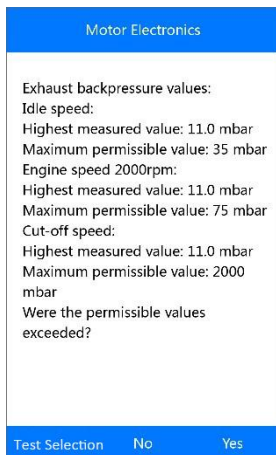 Motor Electronics
Exhaust backpressure values:
Idle speed:
Highest measured value: 11.0 mbar
Maximum permissible value: 35 mbar
Engine speed 2000rpm:
Highest measured value: 11.0 mbar
Maximum permissible value: 75 mbar
Cut-off speed:
Highest measured value: 11.0 mbar
Maximum permissible value: 2000
mbar
Were the permissible values
exceeded?
Test Selection No Yes